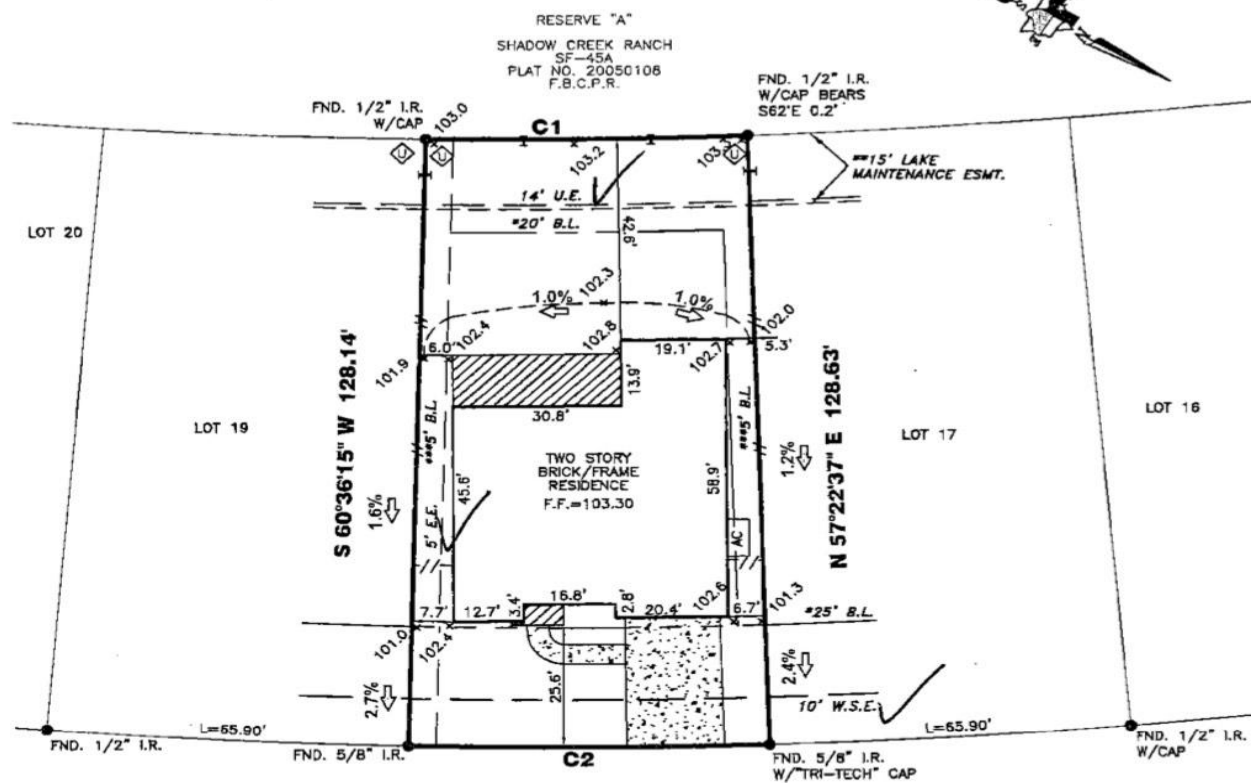 RESERVE "A"
SHADOW CREEK RANCH
SF-45A
PLAT NO. 20050106
F.B.C.P.R.
FND. 1/2" I.R.
W/CAP
103.0
C1
103.2
103.3
FND. 1/2" I.R.
W/CAP BEARS
S62'E 0.2'
U
U
U
**15' LAKE
MAINTENANCE ESMT.
14' U.E.
*20' B.L.
42.6'
LOT 20
102.3
1.0%
1.0%
101.9
6.0'
102.4
102.8
19.1'
102.7
102.0
5.3'
13.9'
30.8'
S 60°36'15" W 128.14'
N 57°22'37" E 128.63'
LOT 19
LOT 17
LOT 16
***5' B.L.
***5' B.L.
TWO STORY
BRICK/FRAME
RESIDENCE
F.F.=103.30
58.9'
1.6%
5' E.E.
1.2%
AC
16.8'
7.7'
12.7'
3.4'
2.8'
20.4'
102.6
6.7'
101.3
*25' B.L.
101.0
102.4
25.6'
2.7%
2.4%
10' W.S.E.
L=65.90'
L=65.90'
FND. 1/2" I.R.
FND. 5/8" I.R.
C2
FND. 5/8" I.R.
W/"TRI-TECH" CAP
FND. 1/2" I.R.
W/CAP